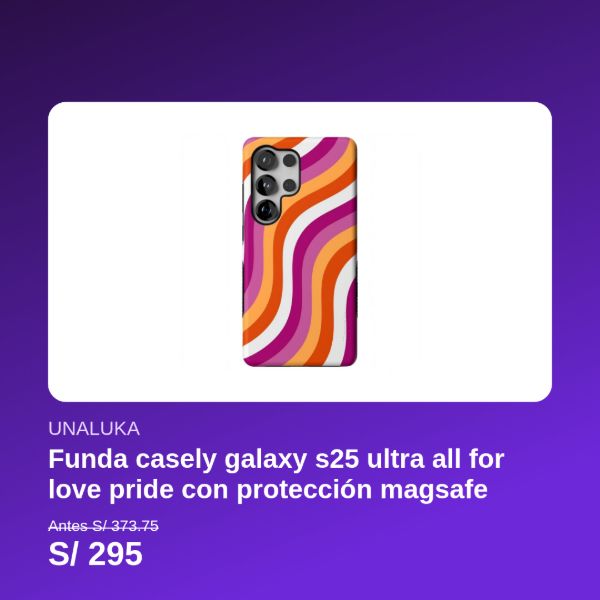 UNALUKA
Funda casely galaxy s25 ultra all for
love pride con protección magsafe
Antes S/ 373.75
S/ 295